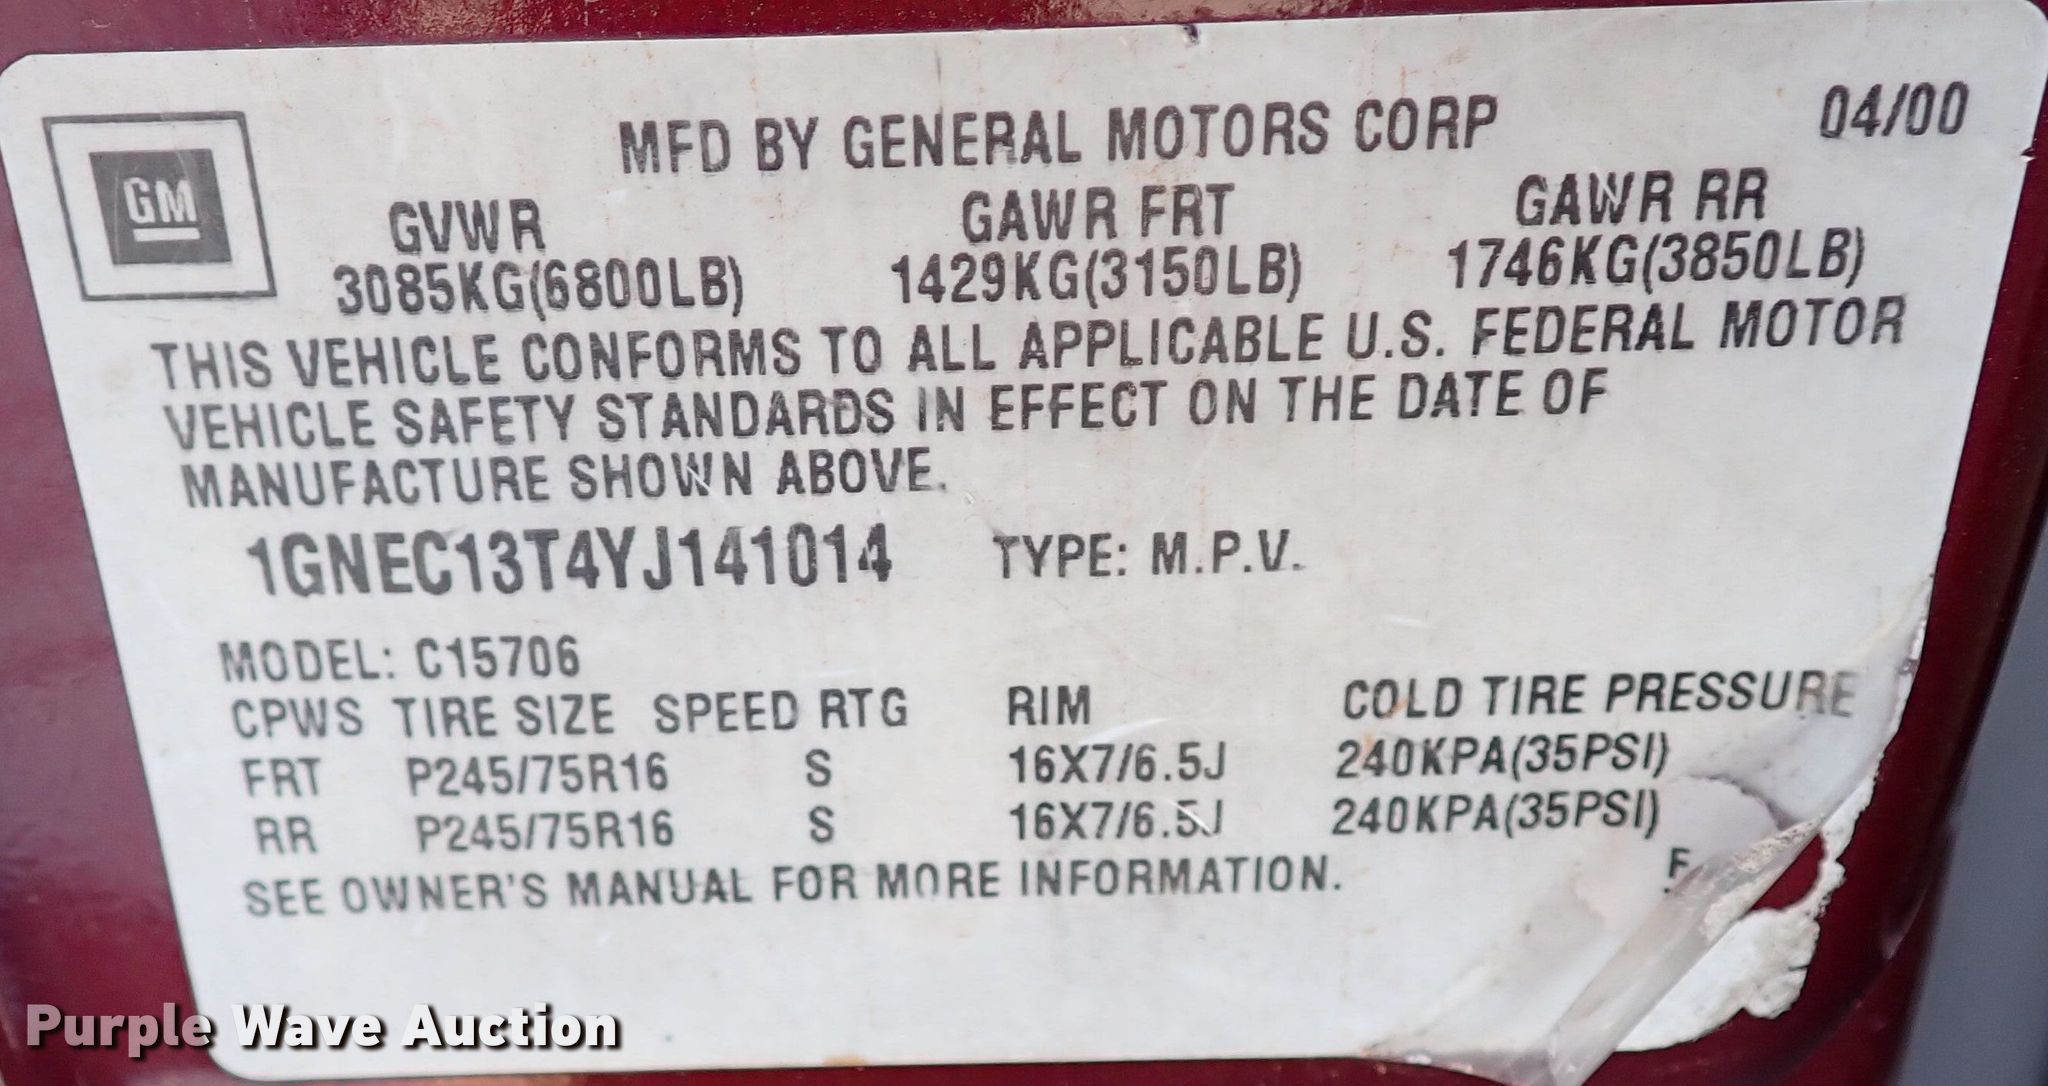 MFD BY GENERAL MOTORS CORP 04/00
GM
GVWR GAWR FRT GAWR RR
3085KG(6800LB) 1429KG(3150LB) 1746KG(3850LB)
THIS VEHICLE CONFORMS TO ALL APPLICABLE U.S. FEDERAL MOTOR
VEHICLE SAFETY STANDARDS IN EFFECT ON THE DATE OF
MANUFACTURE SHOWN ABOVE.
1GNEC13T4YJ141014 TYPE: M.P.V.
MODEL: C15706
CPWS TIRE SIZE SPEED RTG RIM COLD TIRE PRESSURE
FRT P245/75R16 S 16X7/6.5J 240KPA(35PSI)
RR P245/75R16 S 16X7/6.5J 240KPA(35PSI)
SEE OWNER'S MANUAL FOR MORE INFORMATION.
Purple Wave Auction